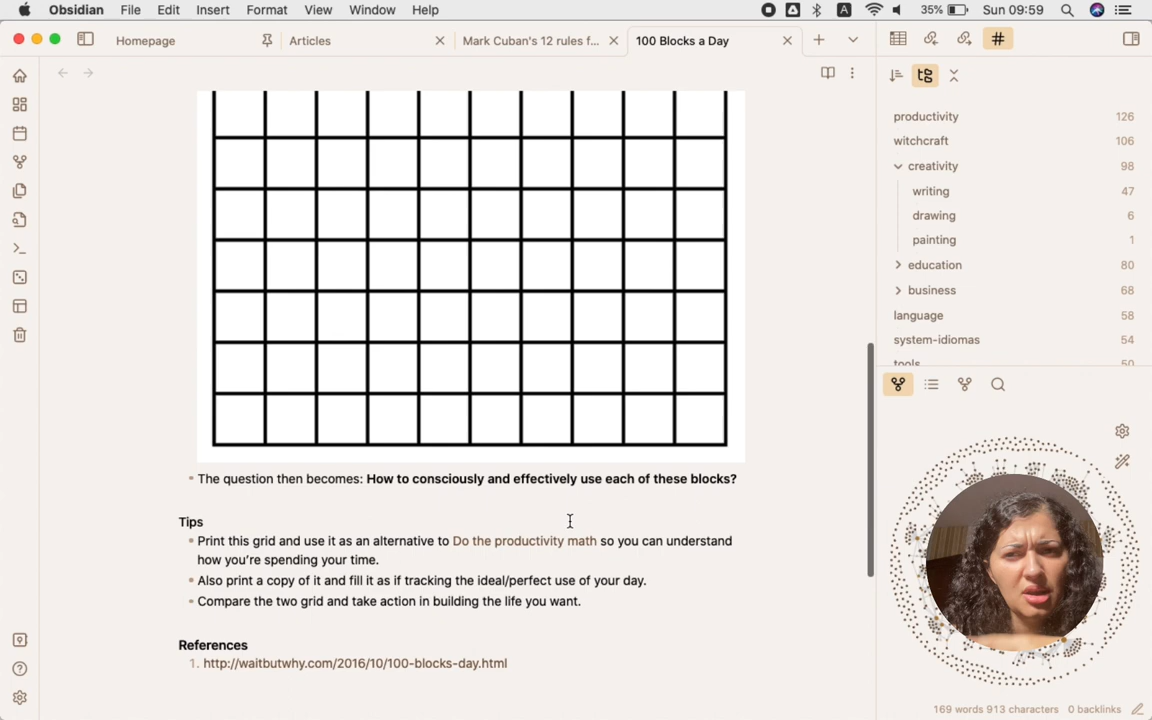 Obsidian File Edit Insert Format View Window Help A 35% Sun 09:59
Homepage Articles Mark Cuban's 12 rules f... 100 Blocks a Day
The question then becomes: How to consciously and effectively use each of these blocks?
Tips
Print this grid and use it as an alternative to Do the productivity math so you can understand
how you're spending your time.
Also print a copy of it and fill it as if tracking the ideal/perfect use of your day.
Compare the two grid and take action in building the life you want.
References
1. http://waitbutwhy.com/2016/10/100-blocks-day.html
productivity 126
witchcraft 106
creativity 98
writing 47
drawing 6
painting 1
education 80
business 68
language 58
system-idiomas 54
tools 50
169 words 913 characters 0 backlinks